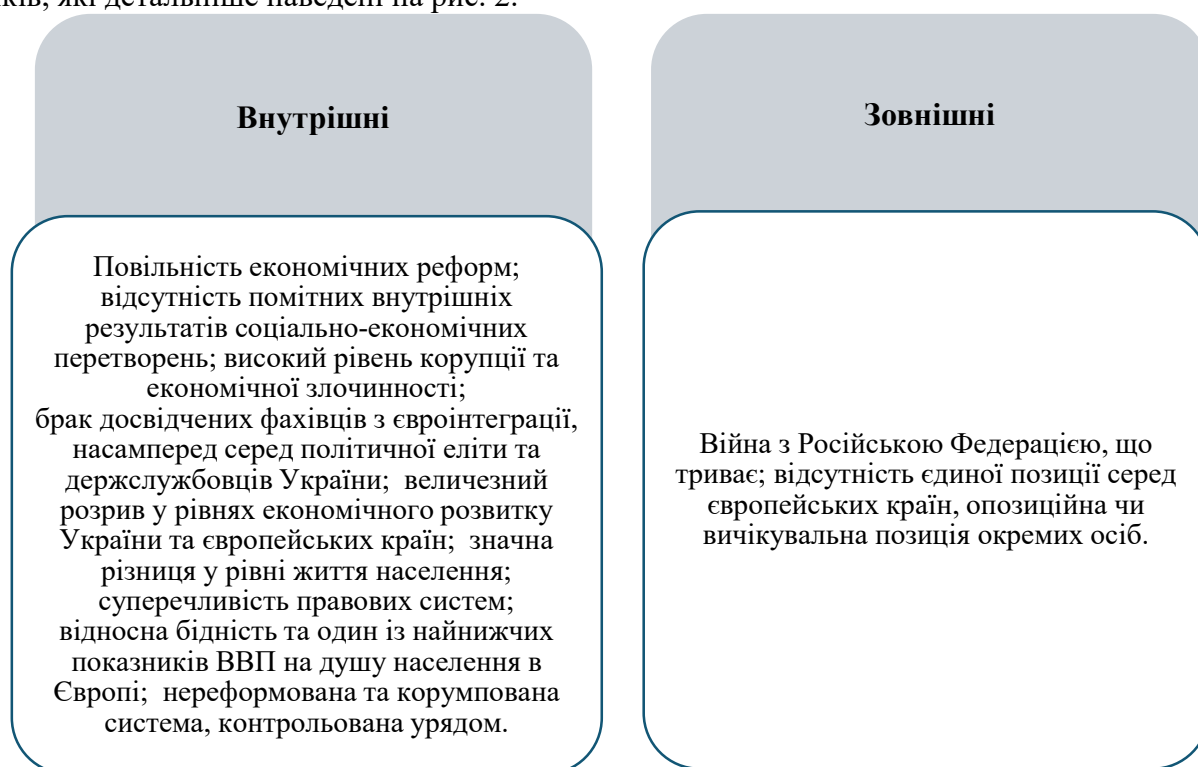 які детальніше наведені на рис. 2.
Внутрішні
Повільність економічних реформ;
відсутність помітних внутрішніх
результатів соціально-економічних
перетворень; високий рівень корупції та
економічної злочинності;
брак досвідчених фахівців з євроінтеграції,
насамперед серед політичної еліти та
держслужбовців України; величезний
розрив у рівнях економічного розвитку
України та європейських країн; значна
різниця у рівні життя населення;
суперечливість правових систем;
відносна бідність та один із найнижчих
показників ВВП на душу населення в
Європі; нереформована та корумпована
система, контрольована урядом.
Зовнішні
Війна з Російською Федерацією, що
триває; відсутність єдиної позиції серед
європейських країн, опозиційна чи
вичікувальна позиція окремих осіб.